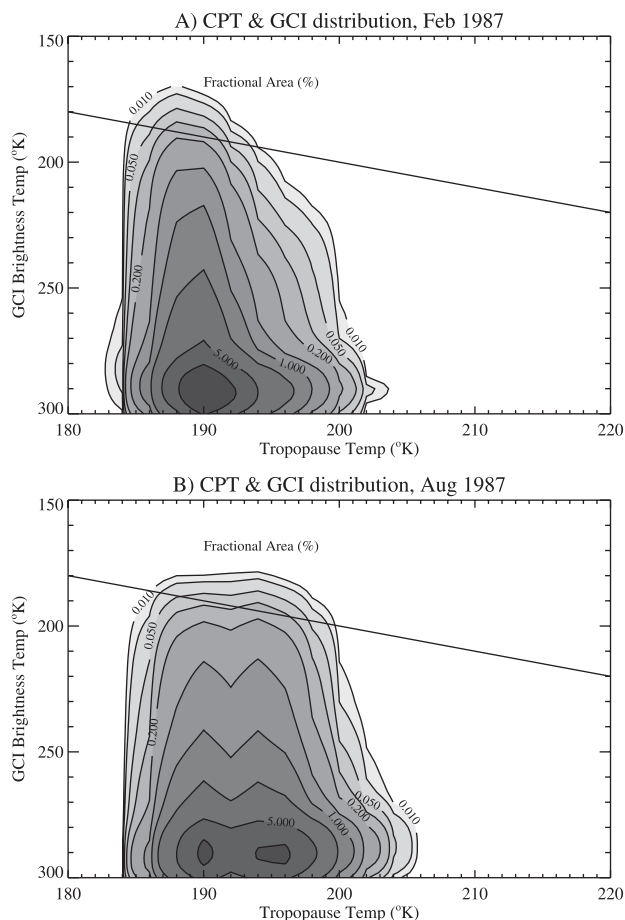 A) CPT & GCI distribution, Feb 1987
150
Fractional Area (%)
0.010
0.050
200
GCI Brightness Temp (°K)
0.200
250
0.010
0.050
0.200
1.000
5.000
300
180 190 200 210 220
Tropopause Temp (°K)
B) CPT & GCI distribution, Aug 1987
150
Fractional Area (%)
0.010
0.050
200
GCI Brightness Temp (°K)
0.200
250
0.050
0.010
0.200
1.000
5.000
300
180 190 200 210 220
Tropopause Temp (°K)